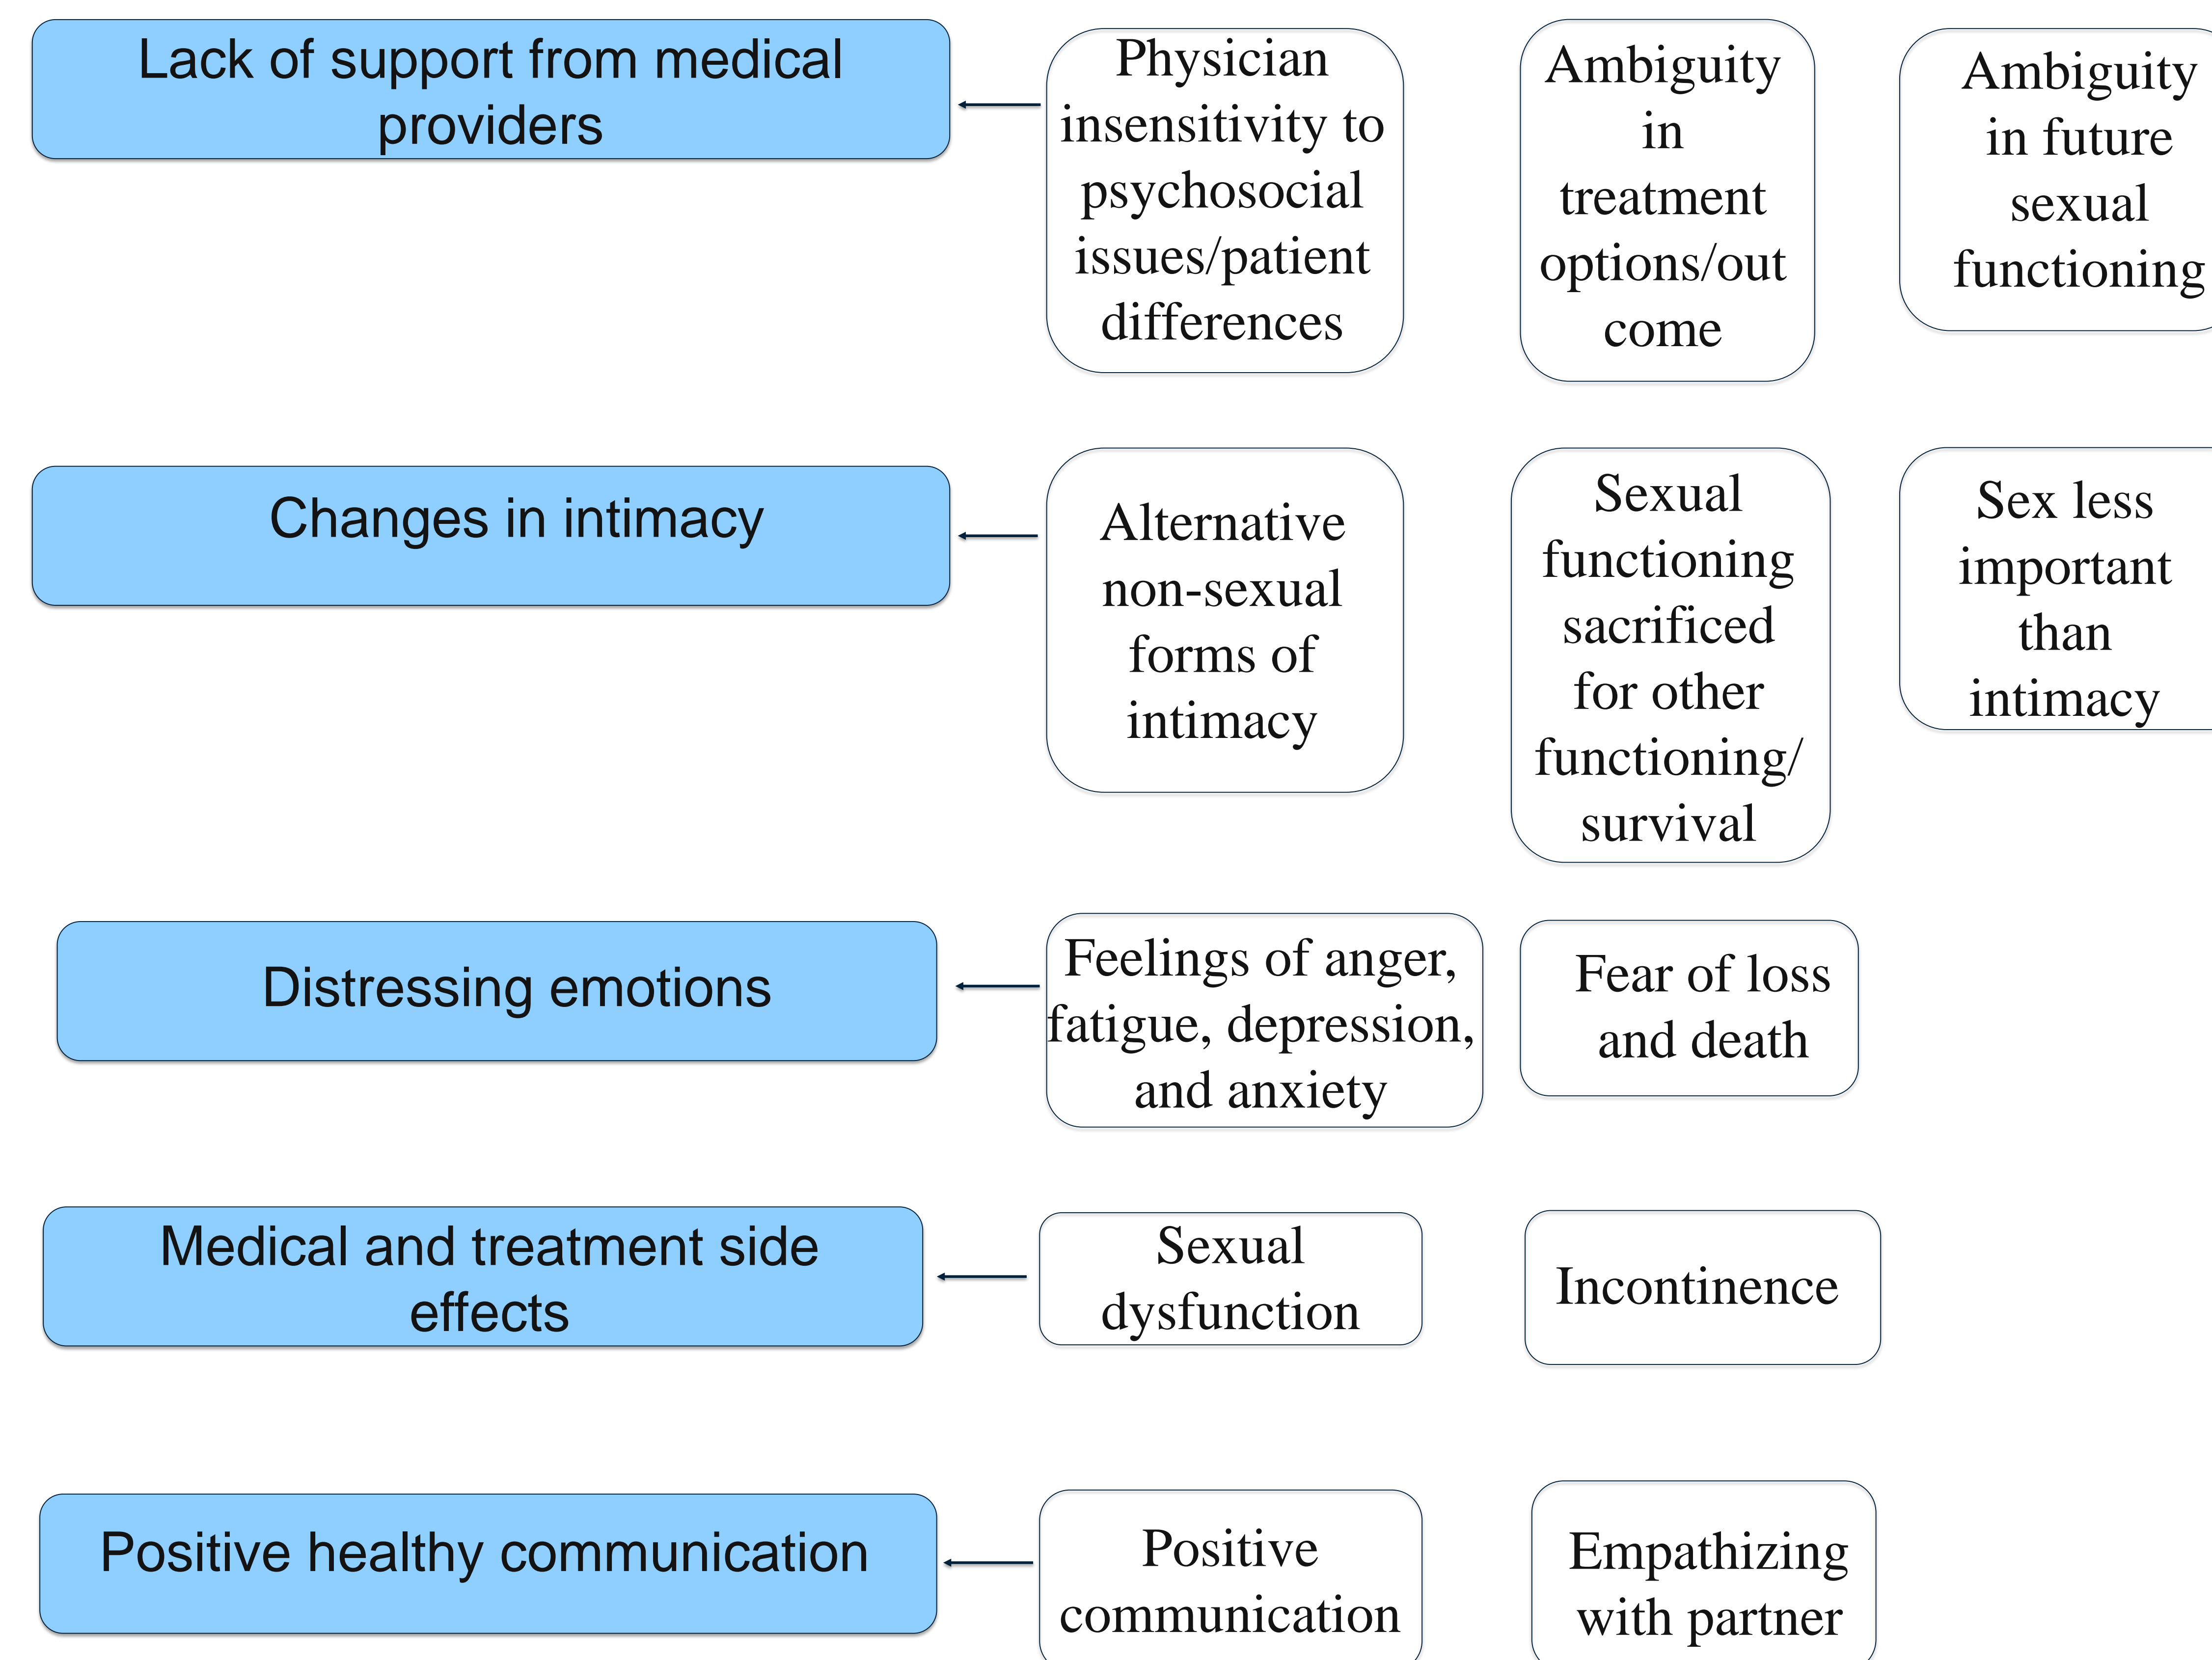 Lack of support from medical
providers
Physician
insensitivity to
psychosocial
issues/patient
differences
Ambiguity
in
treatment
options/out
come
Ambiguity
in future
sexual
functioning
Changes in intimacy
Alternative
non-sexual
forms of
intimacy
Sexual
functioning
sacrificed
for other
functioning/
survival
Sex less
important
than
intimacy
Distressing emotions
Feelings of anger,
fatigue, depression,
and anxiety
Fear of loss
and death
Medical and treatment side
effects
Sexual
dysfunction
Incontinence
Positive healthy communication
Positive
communication
Empathizing
with partner